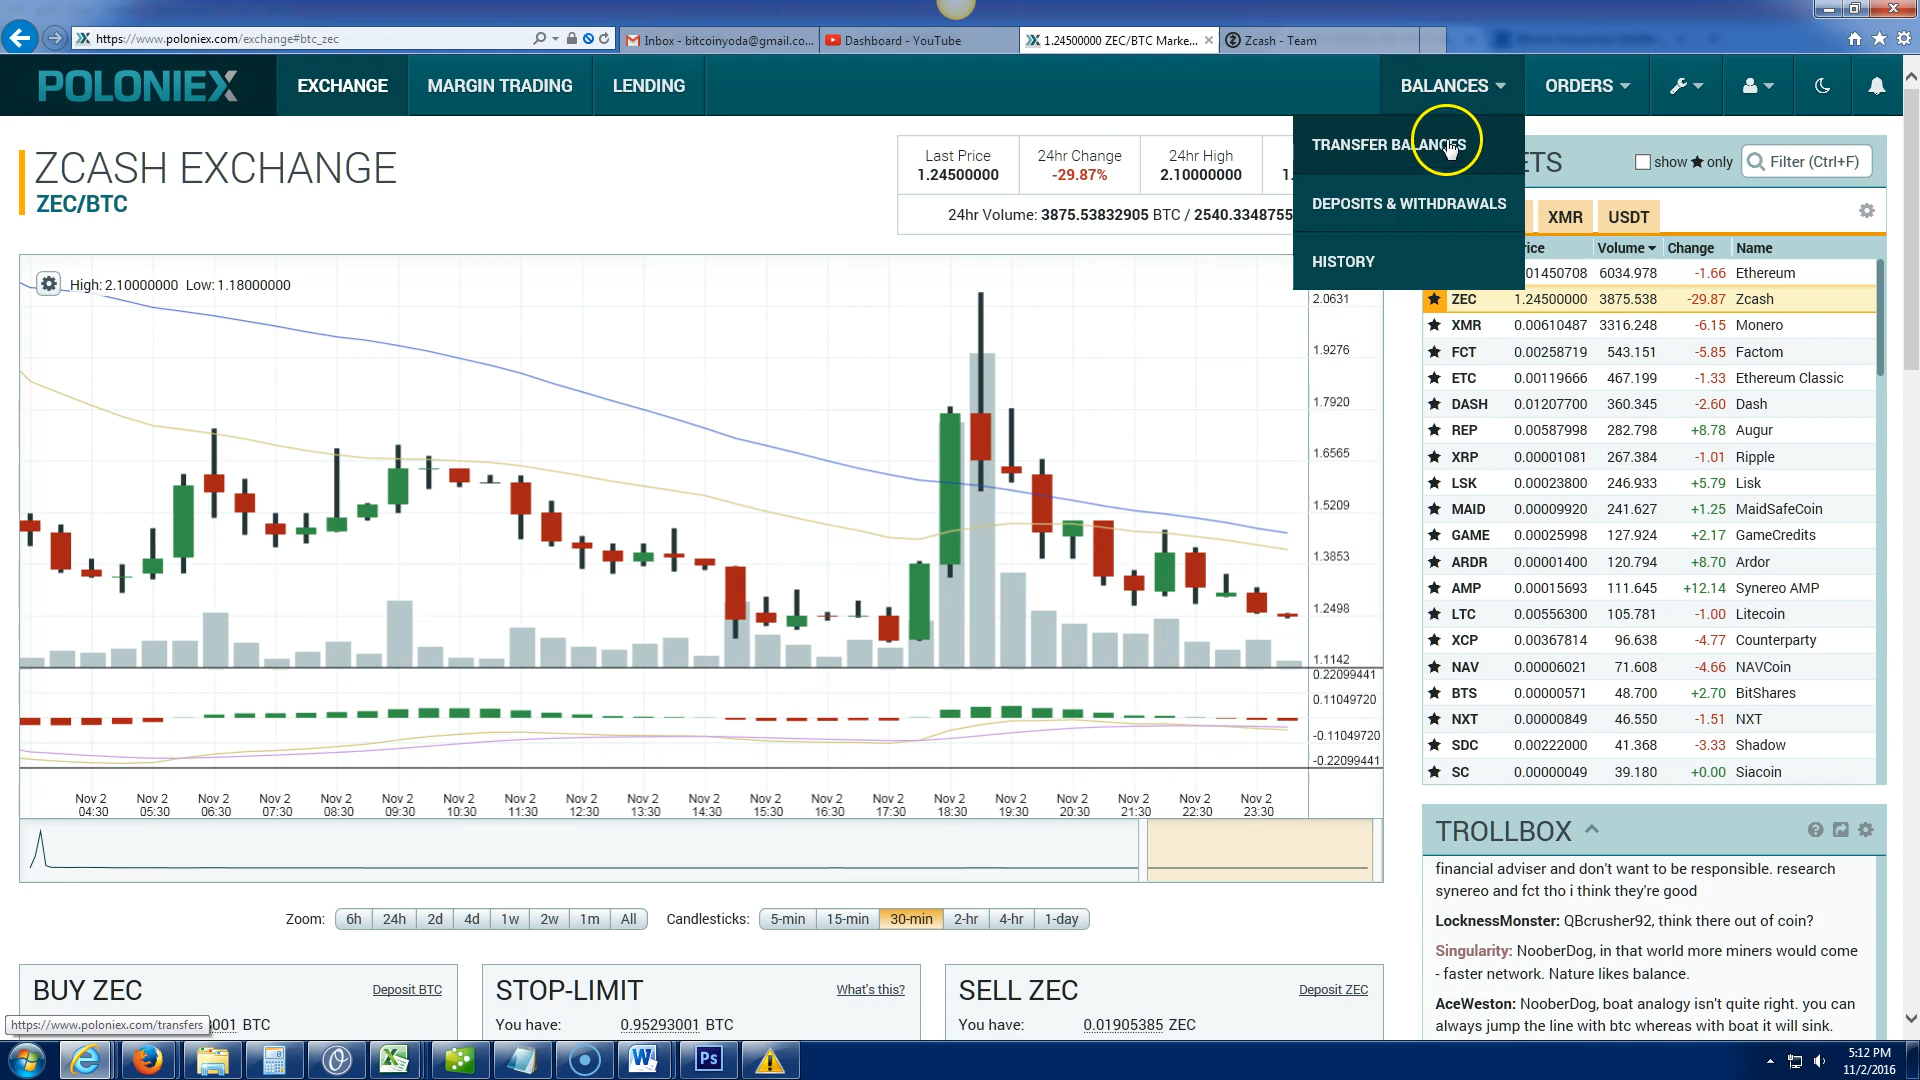 https://www.poloniex.com/exchange#btc_zec
Inbox - bitcoinyoda@gmail.co...
Dashboard - YouTube
1.24500000 ZEC/BTC Marke...
Zcash - Team
POLONIEX
EXCHANGE
MARGIN TRADING
LENDING
BALANCES
ORDERS
TRANSFER BALANCES
DEPOSITS & WITHDRAWALS
HISTORY
ZCASH EXCHANGE
ZEC/BTC
Last Price
1.24500000
24hr Change
-29.87%
24hr High
2.10000000
1.
24hr Volume: 3875.53832905 BTC / 2540.3348755
ETS
show ★ only
Filter (Ctrl+F)
XMR
USDT
rice Volume Change Name
01450708 6034.978 -1.66 Ethereum
ZEC 1.24500000 3875.538 -29.87 Zcash
XMR 0.00610487 3316.248 -6.15 Monero
FCT 0.00258719 543.151 -5.85 Factom
ETC 0.00119666 467.199 -1.33 Ethereum Classic
DASH 0.01207700 360.345 -2.60 Dash
REP 0.00587998 282.798 +8.78 Augur
XRP 0.00001081 267.384 -1.01 Ripple
LSK 0.00023800 246.933 +5.79 Lisk
MAID 0.00009920 241.627 +1.25 MaidSafeCoin
GAME 0.00025998 127.924 +2.17 GameCredits
ARDR 0.00001400 120.794 +8.70 Ardor
AMP 0.00015693 111.645 +12.14 Synereo AMP
LTC 0.00556300 105.781 -1.00 Litecoin
XCP 0.00367814 96.638 -4.77 Counterparty
NAV 0.00006021 71.608 -4.66 NAVCoin
BTS 0.00000571 48.700 +2.70 BitShares
NXT 0.00000849 46.550 -1.51 NXT
SDC 0.00222000 41.368 -3.33 Shadow
SC 0.00000049 39.180 +0.00 Siacoin
High: 2.10000000 Low: 1.18000000
2.0631
1.9276
1.7920
1.6565
1.5209
1.3853
1.2498
1.1142
0.22099441
0.11049720
-0.11049720
-0.22099441
Nov 2 Nov 2 Nov 2 Nov 2 Nov 2 Nov 2 Nov 2 Nov 2 Nov 2 Nov 2 Nov 2 Nov 2 Nov 2 Nov 2 Nov 2 Nov 2 Nov 2 Nov 2 Nov 2 Nov 2
04:30 05:30 06:30 07:30 08:30 09:30 10:30 11:30 12:30 13:30 14:30 15:30 16:30 17:30 18:30 19:30 20:30 21:30 22:30 23:30
Zoom: 6h 24h 2d 4d 1w 2w 1m All
Candlesticks: 5-min 15-min 30-min 2-hr 4-hr 1-day
BUY ZEC
Deposit BTC
001 BTC
STOP-LIMIT
What's this?
You have: 0.95293001 BTC
SELL ZEC
Deposit ZEC
You have: 0.01905385 ZEC
TROLLBOX
financial adviser and don't want to be responsible. research
synereo and fct tho i think they're good
LocknessMonster: QBcrusher92, think there out of coin?
Singularity: NooberDog, in that world more miners would come
- faster network. Nature likes balance.
AceWeston: NooberDog, boat analogy isn't quite right. you can
always jump the line with btc whereas with boat it will sink.
https://www.poloniex.com/transfers
Ps
5:12 PM
11/2/2016